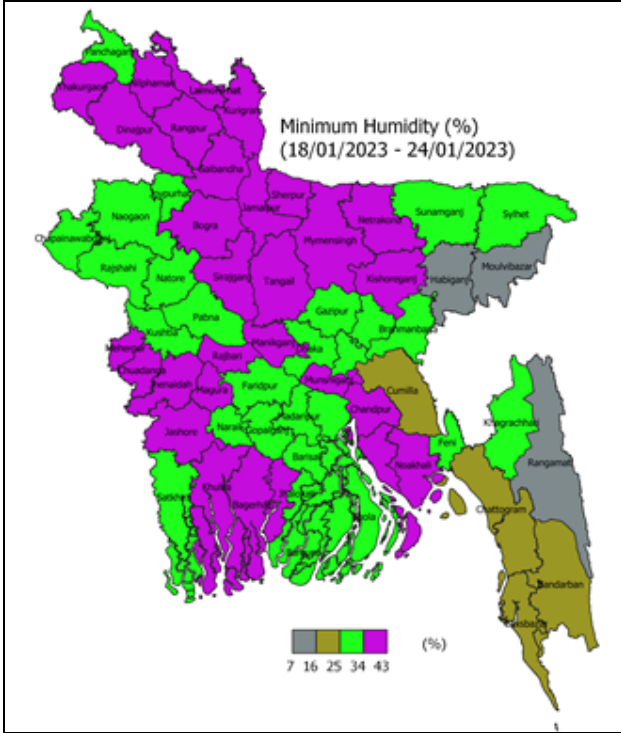 Panchagarh
Thakurgaon
Nilphamari
Lalmonirhat
Kurigram
Dinajpur
Rangpur
Minimum Humidity (%)
(18/01/2023 - 24/01/2023)
Gaibandha
Joypurhat
Sherpur
Jamalpur
Naogaon
Bogra
Netrakona
Sunamganj
Sylhet
Chapainawabganj
Mymensingh
Moulvibazar
Habiganj
Rajshahi
Natore
Sirajganj
Tangail
Kishoreganj
Pabna
Gazipur
Kushtia
Brahmanbaria
Meherpur
Rajbari
Manikganj
Dhaka
Chuadanga
Jhenaidah
Magura
Faridpur
Munshiganj
Cumilla
Chandpur
Madaripur
Narail
Gopalganj
Jashore
Khagrachhari
Feni
Barisal
Noakhali
Rangamati
Satkhira
Khulna
Bagerhat
Bhola
Chattogram
Bandarban
Coxsbazar
7 16 25 34 43
(%)